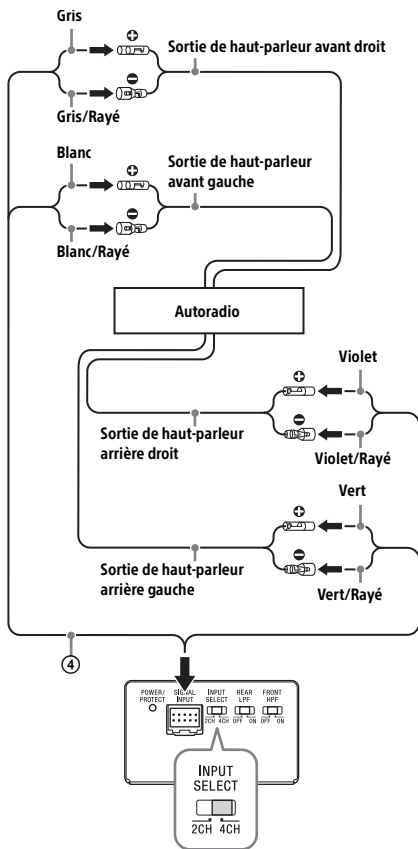 Gris
Sortie de haut-parleur avant droit
Gris/Rayé
Blanc
Sortie de haut-parleur
avant gauche
Blanc/Rayé
Autoradio
Violet
Sortie de haut-parleur
arrière droit
Violet/Rayé
Vert
Sortie de haut-parleur
arrière gauche
Vert/Rayé
④
POWER/
PROTECT
SIGNAL
INPUT
INPUT
SELECT
2CH 4CH
REAR
LPF
OFF ON
FRONT
HPF
OFF ON
INPUT
SELECT
2CH 4CH